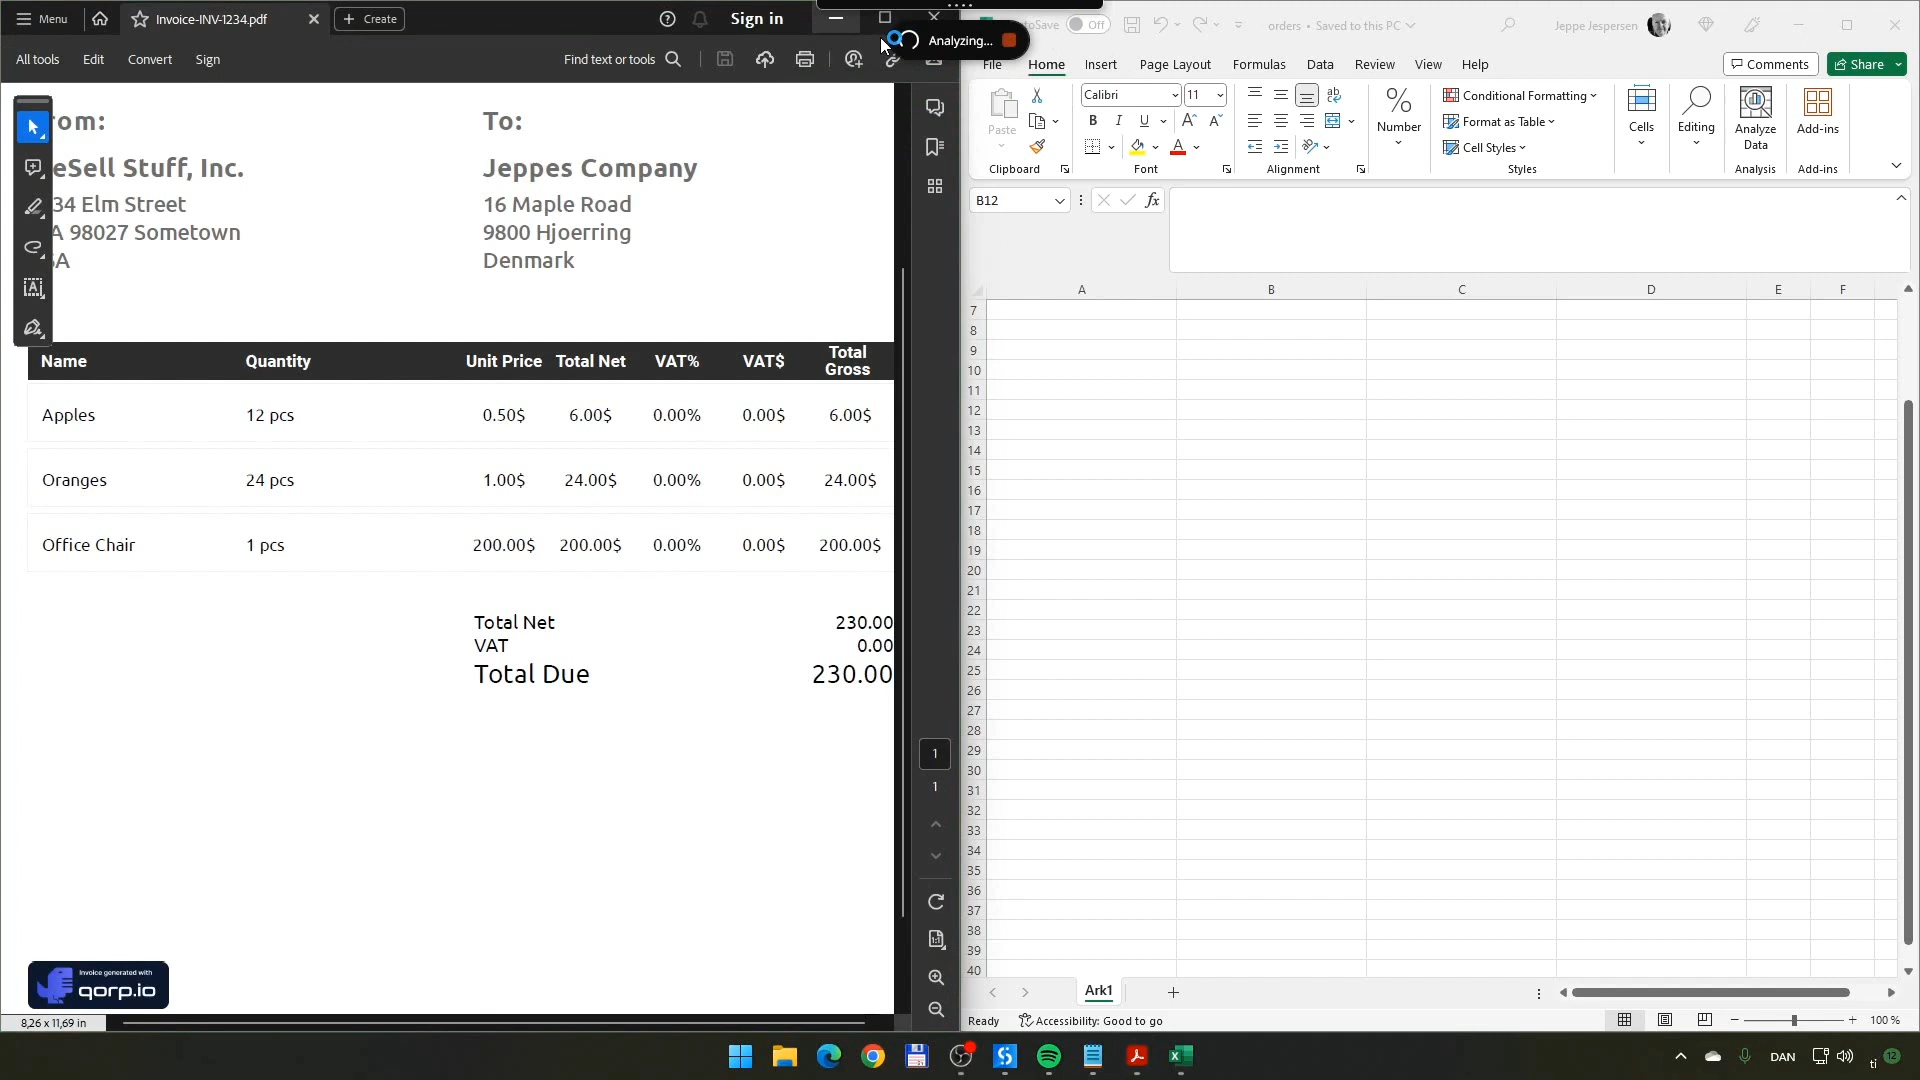 Menu
Invoice-INV-1234.pdf
Create
Sign in
All tools
Edit
Convert
Sign
Find text or tools
Analyzing...
From:
To:
eSell Stuff, Inc.
Jeppes Company
34 Elm Street
16 Maple Road
A 98027 Sometown
9800 Hjoerring
Denmark
Name Quantity Unit Price Total Net VAT% VAT$ Total Gross
Apples 12 pcs 0.50$ 6.00$ 0.00% 0.00$ 6.00$
Oranges 24 pcs 1.00$ 24.00$ 0.00% 0.00$ 24.00$
Office Chair 1 pcs 200.00$ 200.00$ 0.00% 0.00$ 200.00$
Total Net 230.00
VAT 0.00
Total Due 230.00
Invoice generated with
qorp.io
8,26 x 11,69 in
1
1
Save Off
orders • Saved to this PC
Jeppe Jespersen
File Home Insert Page Layout Formulas Data Review View Help
Comments
Share
Paste
Clipboard
Calibri
11
B I U
Font
ab
Alignment
%
Number
Conditional Formatting
Format as Table
Cell Styles
Styles
Cells
Editing
Analyze Data
Analysis
Add-ins
Add-ins
B12
fx
A B C D E F
7
8
9
10
11
12
13
14
15
16
17
18
19
20
21
22
23
24
25
26
27
28
29
30
31
32
33
34
35
36
37
38
39
40
Ark1
Ready
Accessibility: Good to go
100 %
DAN
12